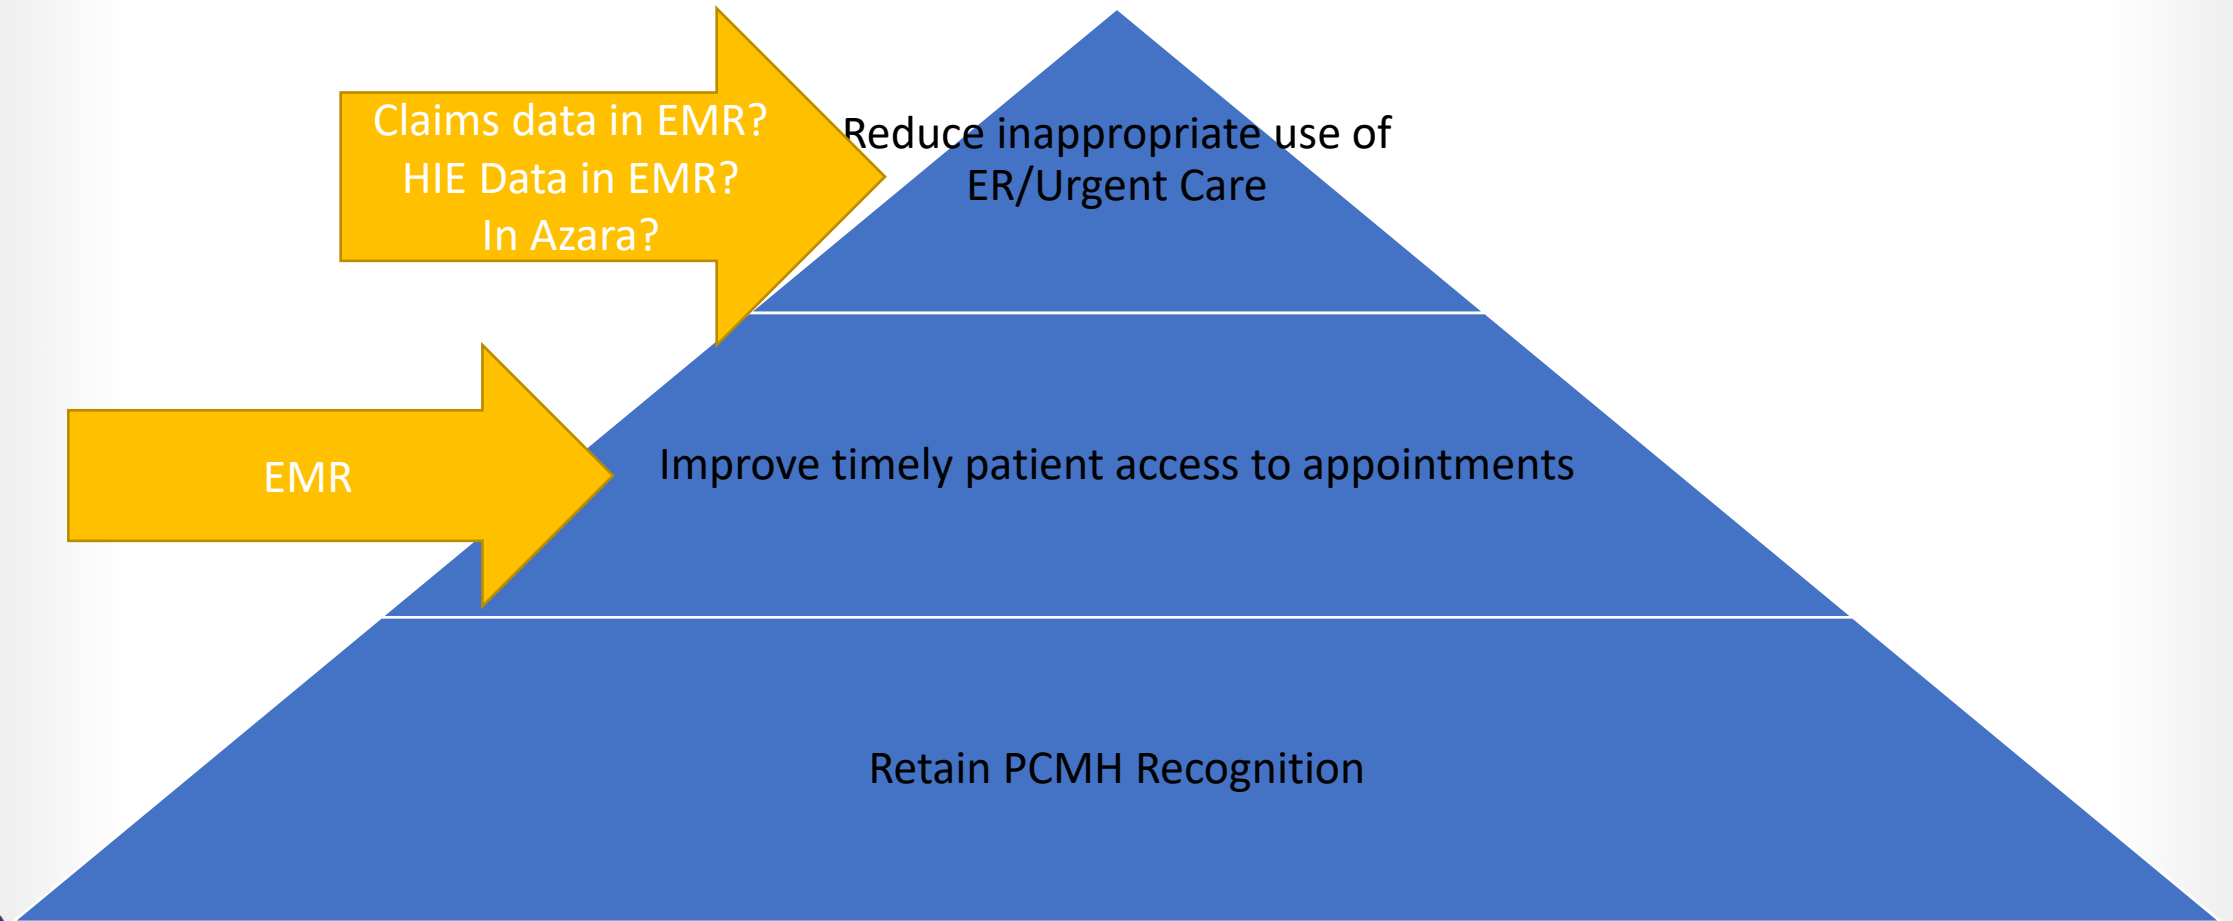 Claims data in EMR?
HIE Data in EMR?
In Azara?
Reduce inappropriate use of
ER/Urgent Care
EMR
Improve timely patient access to appointments
Retain PCMH Recognition